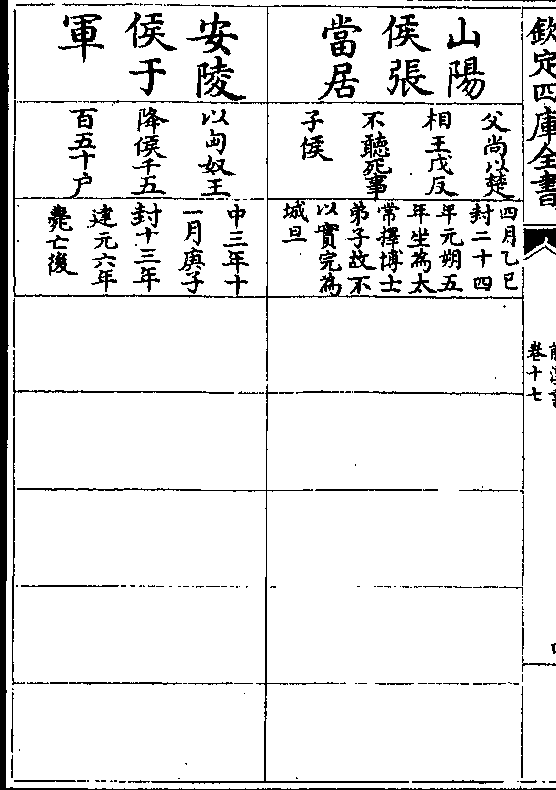 欽定四庫全書
卷十七
山陽
侯張
當居
父尚以楚
相王戊反
不聽死事
子侯
四月乙巳
封二十四
年元朔五
年坐為太
常擇博士
弟子故不
以實完為
城旦
安陵
侯于
軍
以匈奴王
降侯千五
百五十户
中三年十
一月庚子
封十三年
建元六年
薨亡後